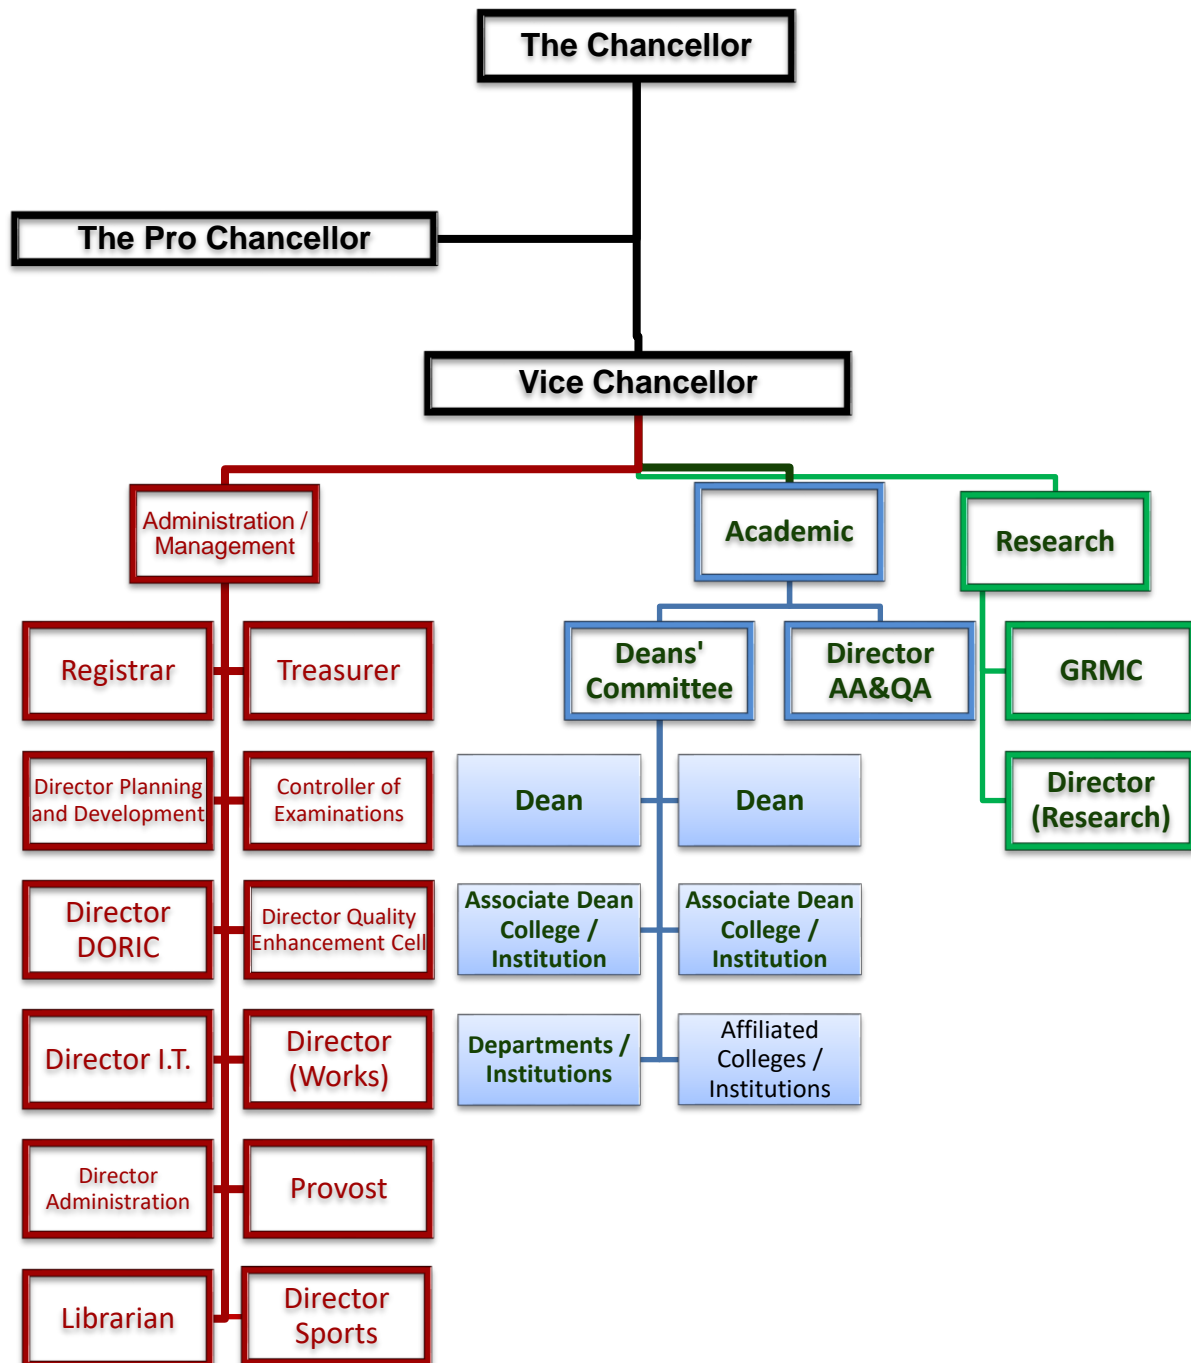 The Chancellor
The Pro Chancellor
Vice Chancellor
Administration /
Management
Academic
Research
Registrar
Treasurer
Deans'
Committee
Director
AA&QA
GRMC
Director Planning
and Development
Controller of
Examinations
Dean
Dean
Director
(Research)
Director
DORIC
Director Quality
Enhancement Cell
Associate Dean
College /
Institution
Associate Dean
College /
Institution
Director I.T.
Director
(Works)
Departments /
Institutions
Affiliated
Colleges /
Institutions
Director
Administration
Provost
Librarian
Director
Sports